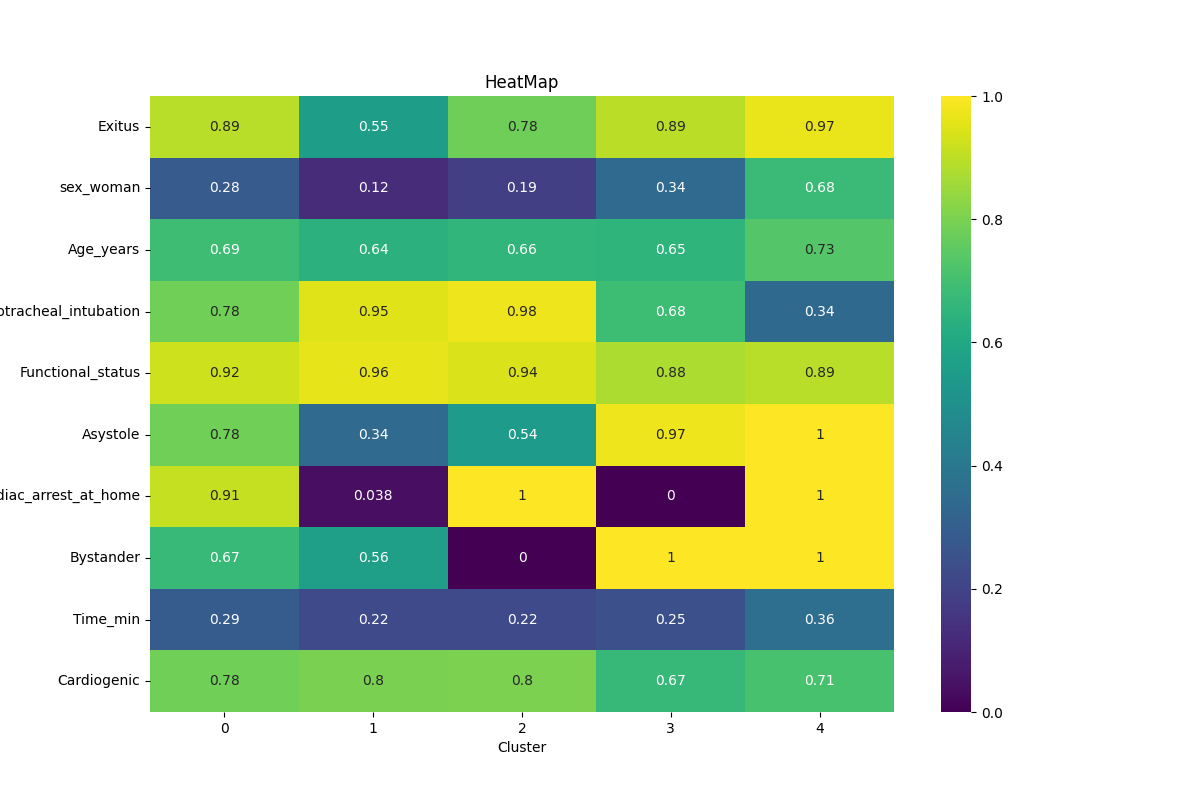 HeatMap
Exitus 0.89 0.55 0.78 0.89 0.97 1.0
sex_woman 0.28 0.12 0.19 0.34 0.68 0.8
Age_years 0.69 0.64 0.66 0.65 0.73
otracheal_intubation 0.78 0.95 0.98 0.68 0.34 0.6
Functional_status 0.92 0.96 0.94 0.88 0.89
Asystole 0.78 0.34 0.54 0.97 1 0.4
diac_arrest_at_home 0.91 0.038 1 0 1
Bystander 0.67 0.56 0 1 1 0.2
Time_min 0.29 0.22 0.22 0.25 0.36
Cardiogenic 0.78 0.8 0.8 0.67 0.71 0.0
0 1 2 3 4
Cluster